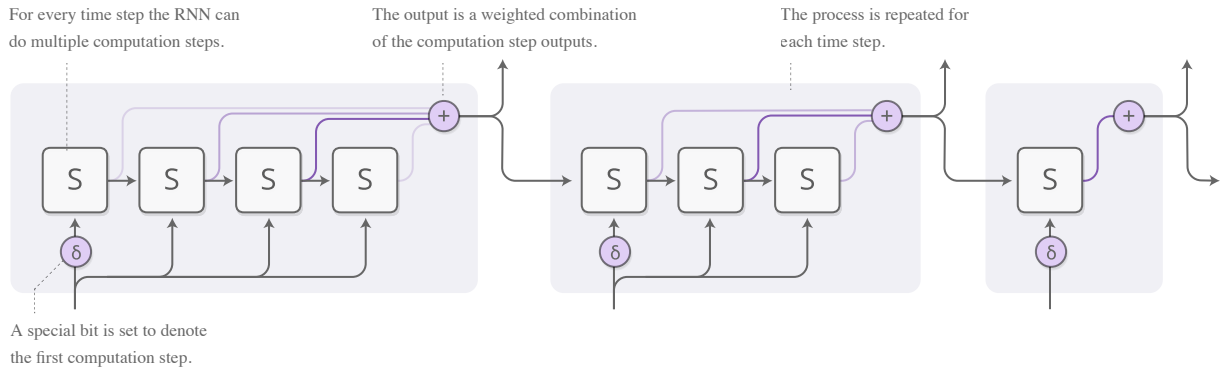 For every time step the RNN can
do multiple computation steps.
The output is a weighted combination
of the computation step outputs.
The process is repeated for
each time step.
+
+
+
S S S S
S S S
S
δ
δ
δ
A special bit is set to denote
the first computation step.